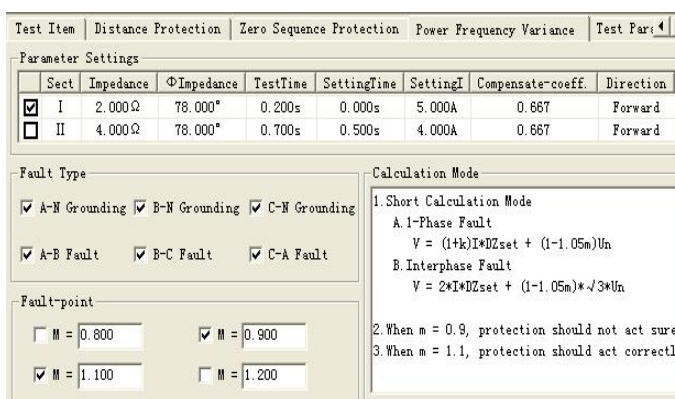 Test Item Distance Protection Zero Sequence Protection Power Frequency Variance Test Para
Parameter Settings
Sect Impedance ΦImpedance TestTime SettingTime SettingI Compensate-coeff. Direction
I 2.000Ω 78.000° 0.200s 0.000s 5.000A 0.667 Forward
II 4.000Ω 78.000° 0.700s 0.500s 4.000A 0.667 Forward
Fault Type
A-N Grounding B-N Grounding C-N Grounding
A-B Fault B-C Fault C-A Fault
Fault-point
M = 0.800 M = 0.900
M = 1.100 M = 1.200
Calculation Mode
1.Short Calculation Mode
A.1-Phase Fault
V = (1+k)I*DZset + (1-1.05m)Un
B.Interphase Fault
V = 2*I*DZset + (1-1.05m)*√3*Un
2.When m = 0.9, protection should not act sure
3.When m = 1.1, protection should act correctl